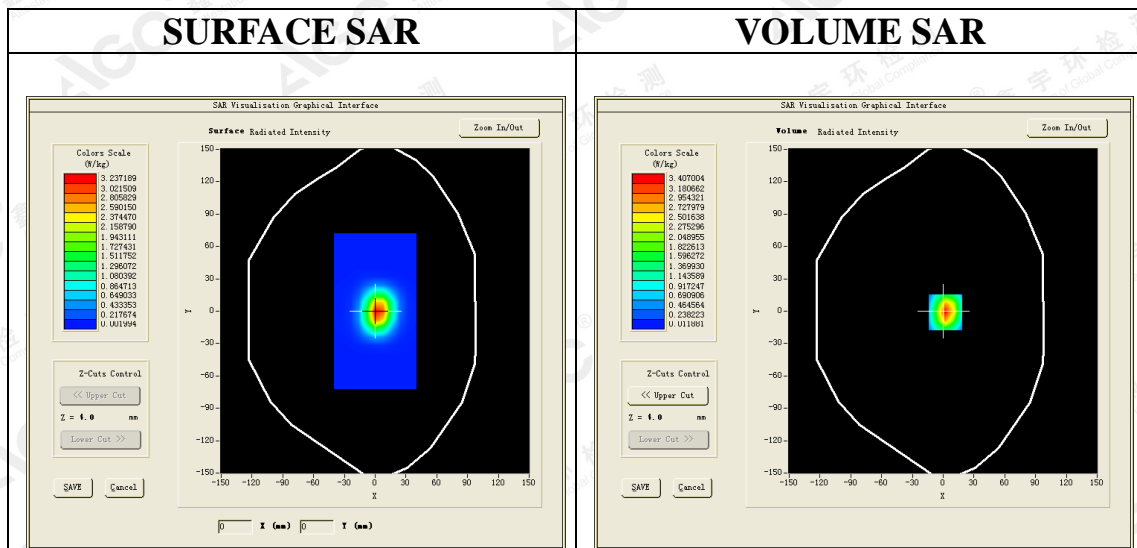 SURFACE SAR
SAR Visualisation Graphical Interface
Surface Radiated Intensity
Zoom In/Out
Colors Scale
(W/kg)
3.237189
3.021509
2.805829
2.590150
2.374470
2.158790
1.943111
1.727431
1.511752
1.296072
1.080392
0.864713
0.649033
0.433353
0.217674
0.001994
Z-Cuts Control
<< Upper Cut
Z = 4.0 mm
Lower Cut >>
SAVE Cancel
150
120
90
60
30
0
-30
-60
-90
-120
-150
Y
-150 -120 -90 -60 -30 0 30 60 90 120 150
X
0 X (mm) 0 Y (mm)
VOLUME SAR
SAR Visualisation Graphical Interface
Volume Radiated Intensity
Zoom In/Out
Colors Scale
(W/kg)
3.407004
3.180662
2.954321
2.727979
2.501638
2.275296
2.048955
1.822613
1.596272
1.369930
1.143589
0.917247
0.690906
0.464564
0.238223
0.011881
Z-Cuts Control
<< Upper Cut
Z = 4.0 mm
Lower Cut >>
SAVE Cancel
150
120
90
60
30
0
-30
-60
-90
-120
-150
Y
-150 -120 -90 -60 -30 0 30 60 90 120 150
X